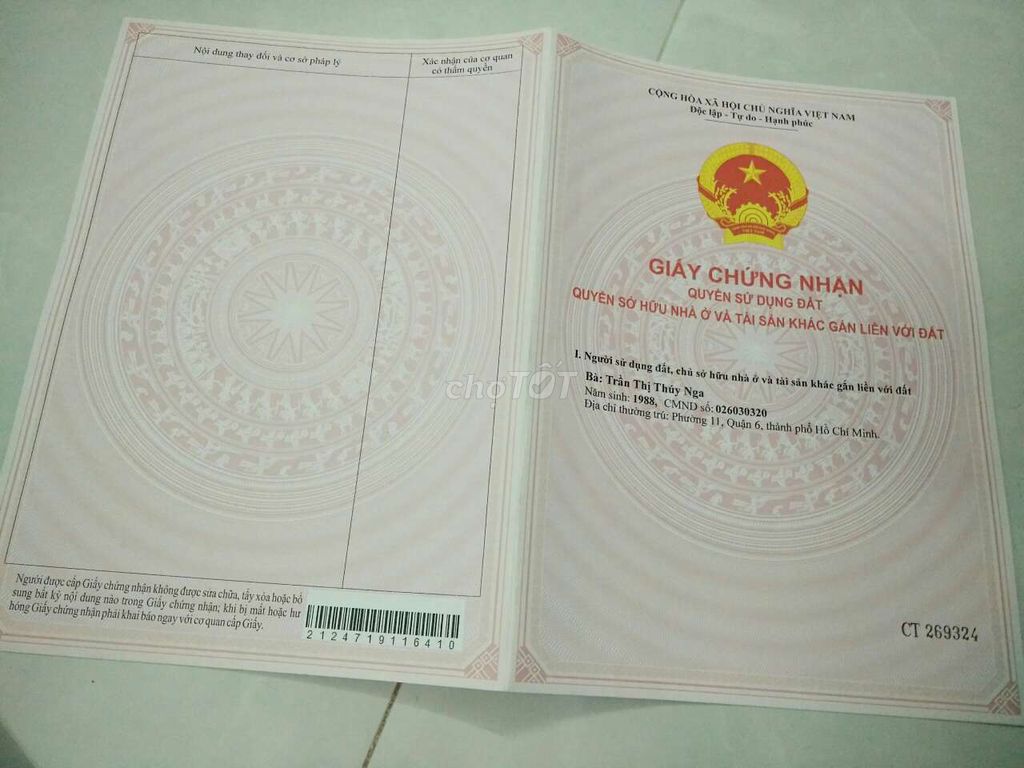 Nội dung thay đổi và cơ sở pháp lý
Xác nhận của cơ quan
có thẩm quyền
Người được cấp Giấy chứng nhận không được sửa chữa, tẩy xóa hoặc bổ
sung bất kỳ nội dung nào trong Giấy chứng nhận; khi bị mất hoặc hư
hỏng Giấy chứng nhận phải khai báo ngay với cơ quan cấp Giấy.
2124719116410
CỘNG HÒA XÃ HỘI CHỦ NGHĨA VIỆT NAM
Độc lập - Tự do - Hạnh phúc
GIẤY CHỨNG NHẬN
QUYỀN SỬ DỤNG ĐẤT
QUYỀN SỞ HỮU NHÀ Ở VÀ TÀI SẢN KHÁC GẮN LIỀN VỚI ĐẤT
I. Người sử dụng đất, chủ sở hữu nhà ở và tài sản khác gắn liền với đất
Bà: Trần Thị Thúy Nga
Năm sinh: 1988, CMND số: 026030320
Địa chỉ thường trú: Phường 11, Quận 6, thành phố Hồ Chí Minh.
CT 269324
chợTỐT